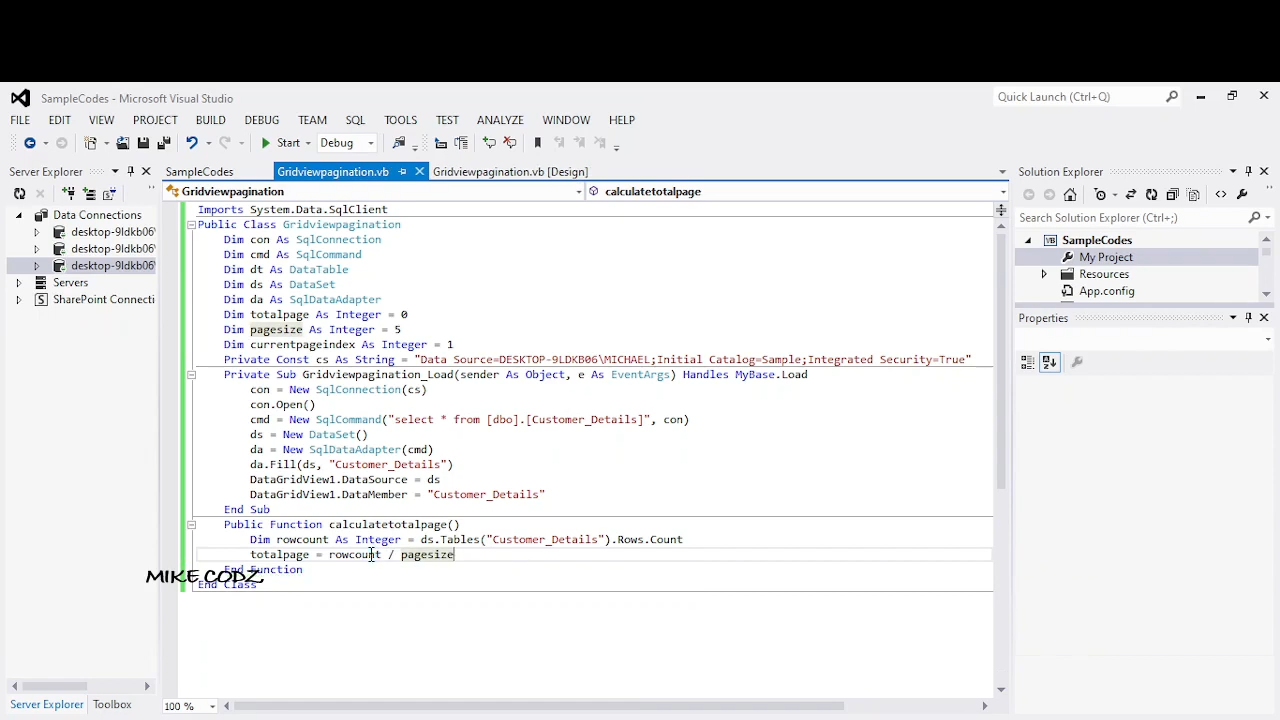 SampleCodes - Microsoft Visual Studio
Quick Launch (Ctrl+Q)
FILE EDIT VIEW PROJECT BUILD DEBUG TEAM SQL TOOLS TEST ANALYZE WINDOW HELP
Start Debug
Server Explorer
SampleCodes Gridviewpagination.vb Gridviewpagination.vb [Design]
Solution Explorer
Gridviewpagination calculatetotalpage
Data Connections
desktop-9ldkb06\
desktop-9ldkb06\
desktop-9ldkb06\
Servers
SharePoint Connecti
Imports System.Data.SqlClient
Public Class Gridviewpagination
Dim con As SqlConnection
Dim cmd As SqlCommand
Dim dt As DataTable
Dim ds As DataSet
Dim da As SqlDataAdapter
Dim totalpage As Integer = 0
Dim pagesize As Integer = 5
Dim currentpageindex As Integer = 1
Private Const cs As String = "Data Source=DESKTOP-9LDKB06\MICHAEL;Initial Catalog=Sample;Integrated Security=True"
Private Sub Gridviewpagination_Load(sender As Object, e As EventArgs) Handles MyBase.Load
con = New SqlConnection(cs)
con.Open()
cmd = New SqlCommand("select * from [dbo].[Customer_Details]", con)
ds = New DataSet()
da = New SqlDataAdapter(cmd)
da.Fill(ds, "Customer_Details")
DataGridView1.DataSource = ds
DataGridView1.DataMember = "Customer_Details"
End Sub
Public Function calculatetotalpage()
Dim rowcount As Integer = ds.Tables("Customer_Details").Rows.Count
totalpage = rowcount / pagesize
End Function
End Class
MIKE CODZ;
Search Solution Explorer (Ctrl+;)
SampleCodes
My Project
Resources
App.config
Properties
Server Explorer Toolbox
100 %